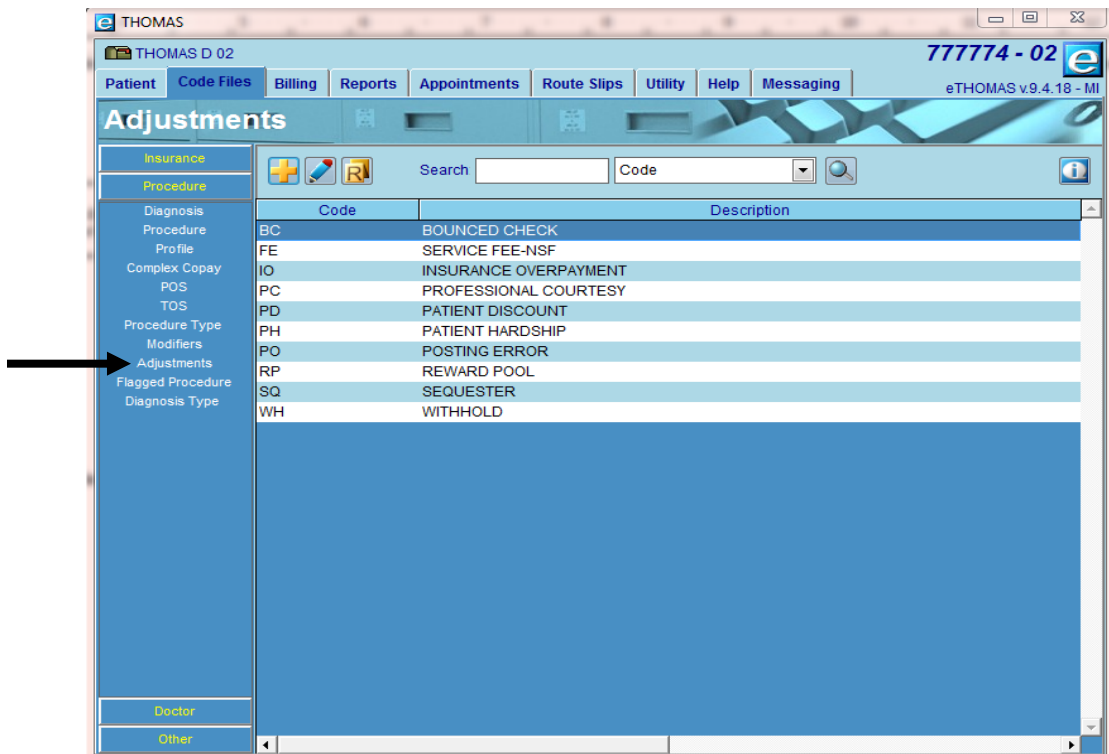 THOMAS
THOMAS D 02
777774 - 02
Patient Code Files Billing Reports Appointments Route Slips Utility Help Messaging
eTHOMAS v.9.4.18 - MI
Adjustments
Insurance
Procedure
Search Code
Diagnosis
Procedure
Profile
Complex Copay
POS
TOS
Procedure Type
Modifiers
Adjustments
Flagged Procedure
Diagnosis Type
Code Description
BC BOUNCED CHECK
FE SERVICE FEE-NSF
IO INSURANCE OVERPAYMENT
PC PROFESSIONAL COURTESY
PD PATIENT DISCOUNT
PH PATIENT HARDSHIP
PO POSTING ERROR
RP REWARD POOL
SQ SEQUESTER
WH WITHHOLD
Doctor
Other